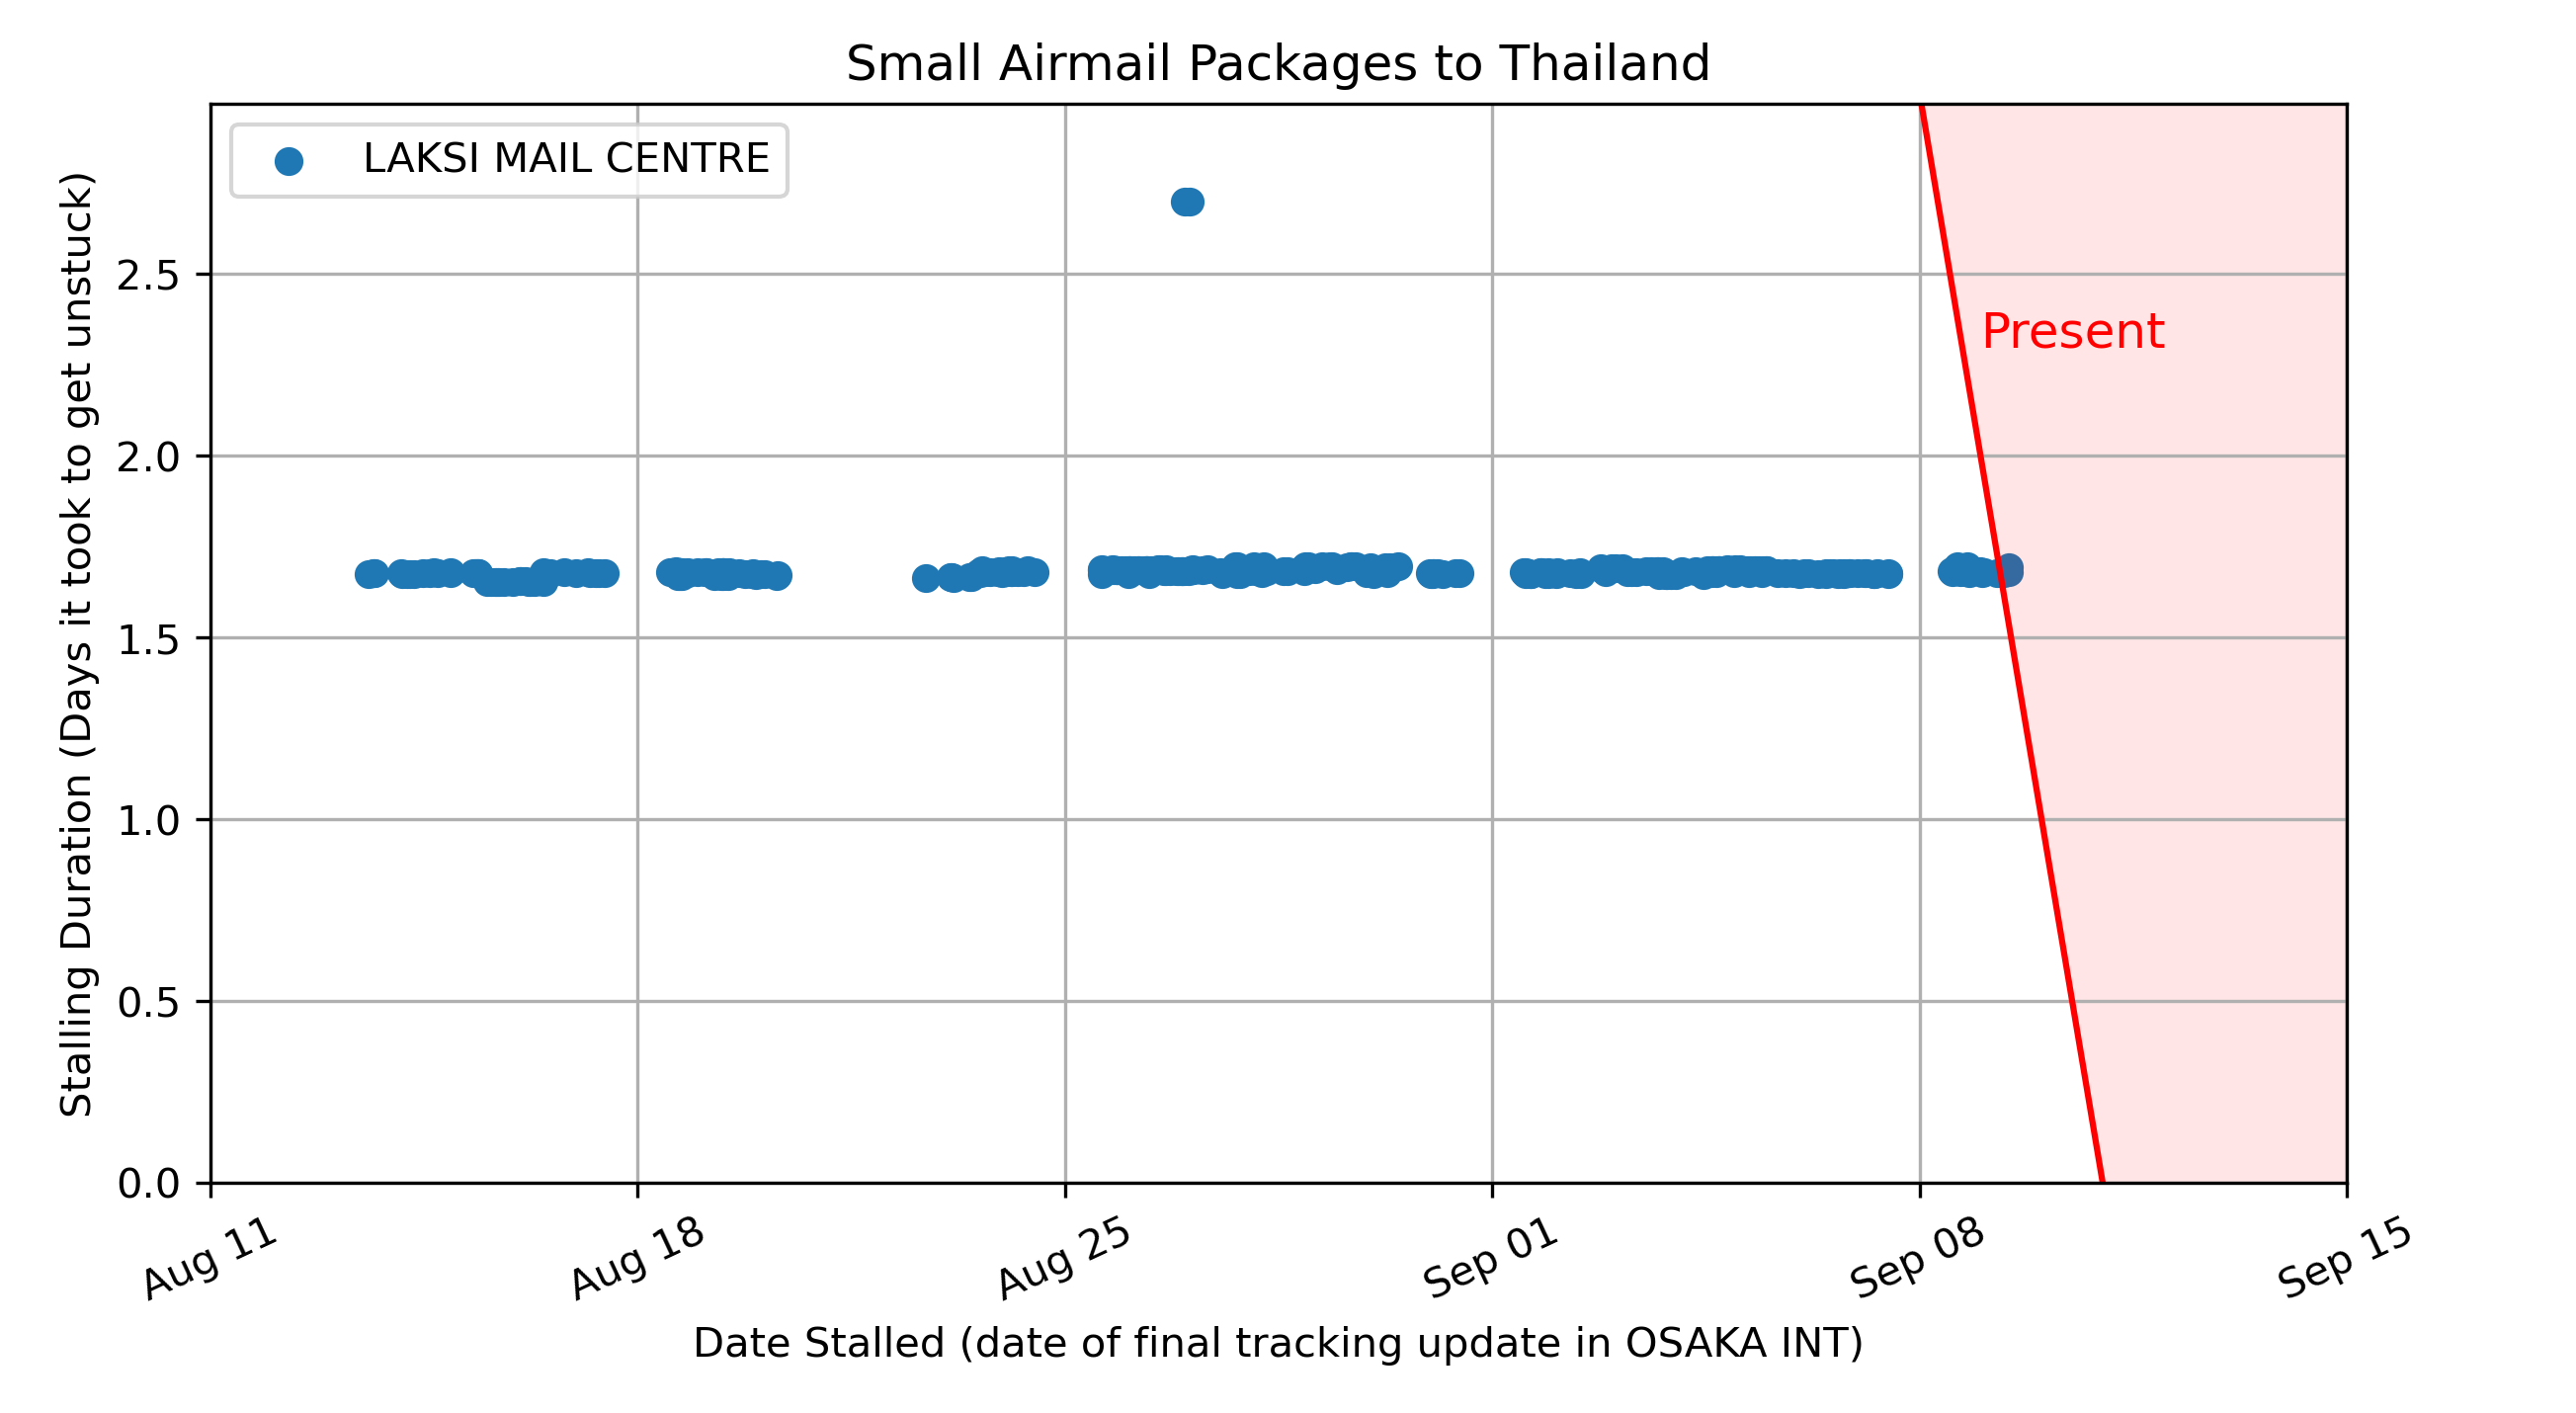 Small Airmail Packages to Thailand
LAKSI MAIL CENTRE
Present
Stalling Duration (Days it took to get unstuck)
2.5
2.0
1.5
1.0
0.5
0.0
Aug 11
Aug 18
Aug 25
Sep 01
Sep 08
Sep 15
Date Stalled (date of final tracking update in OSAKA INT)